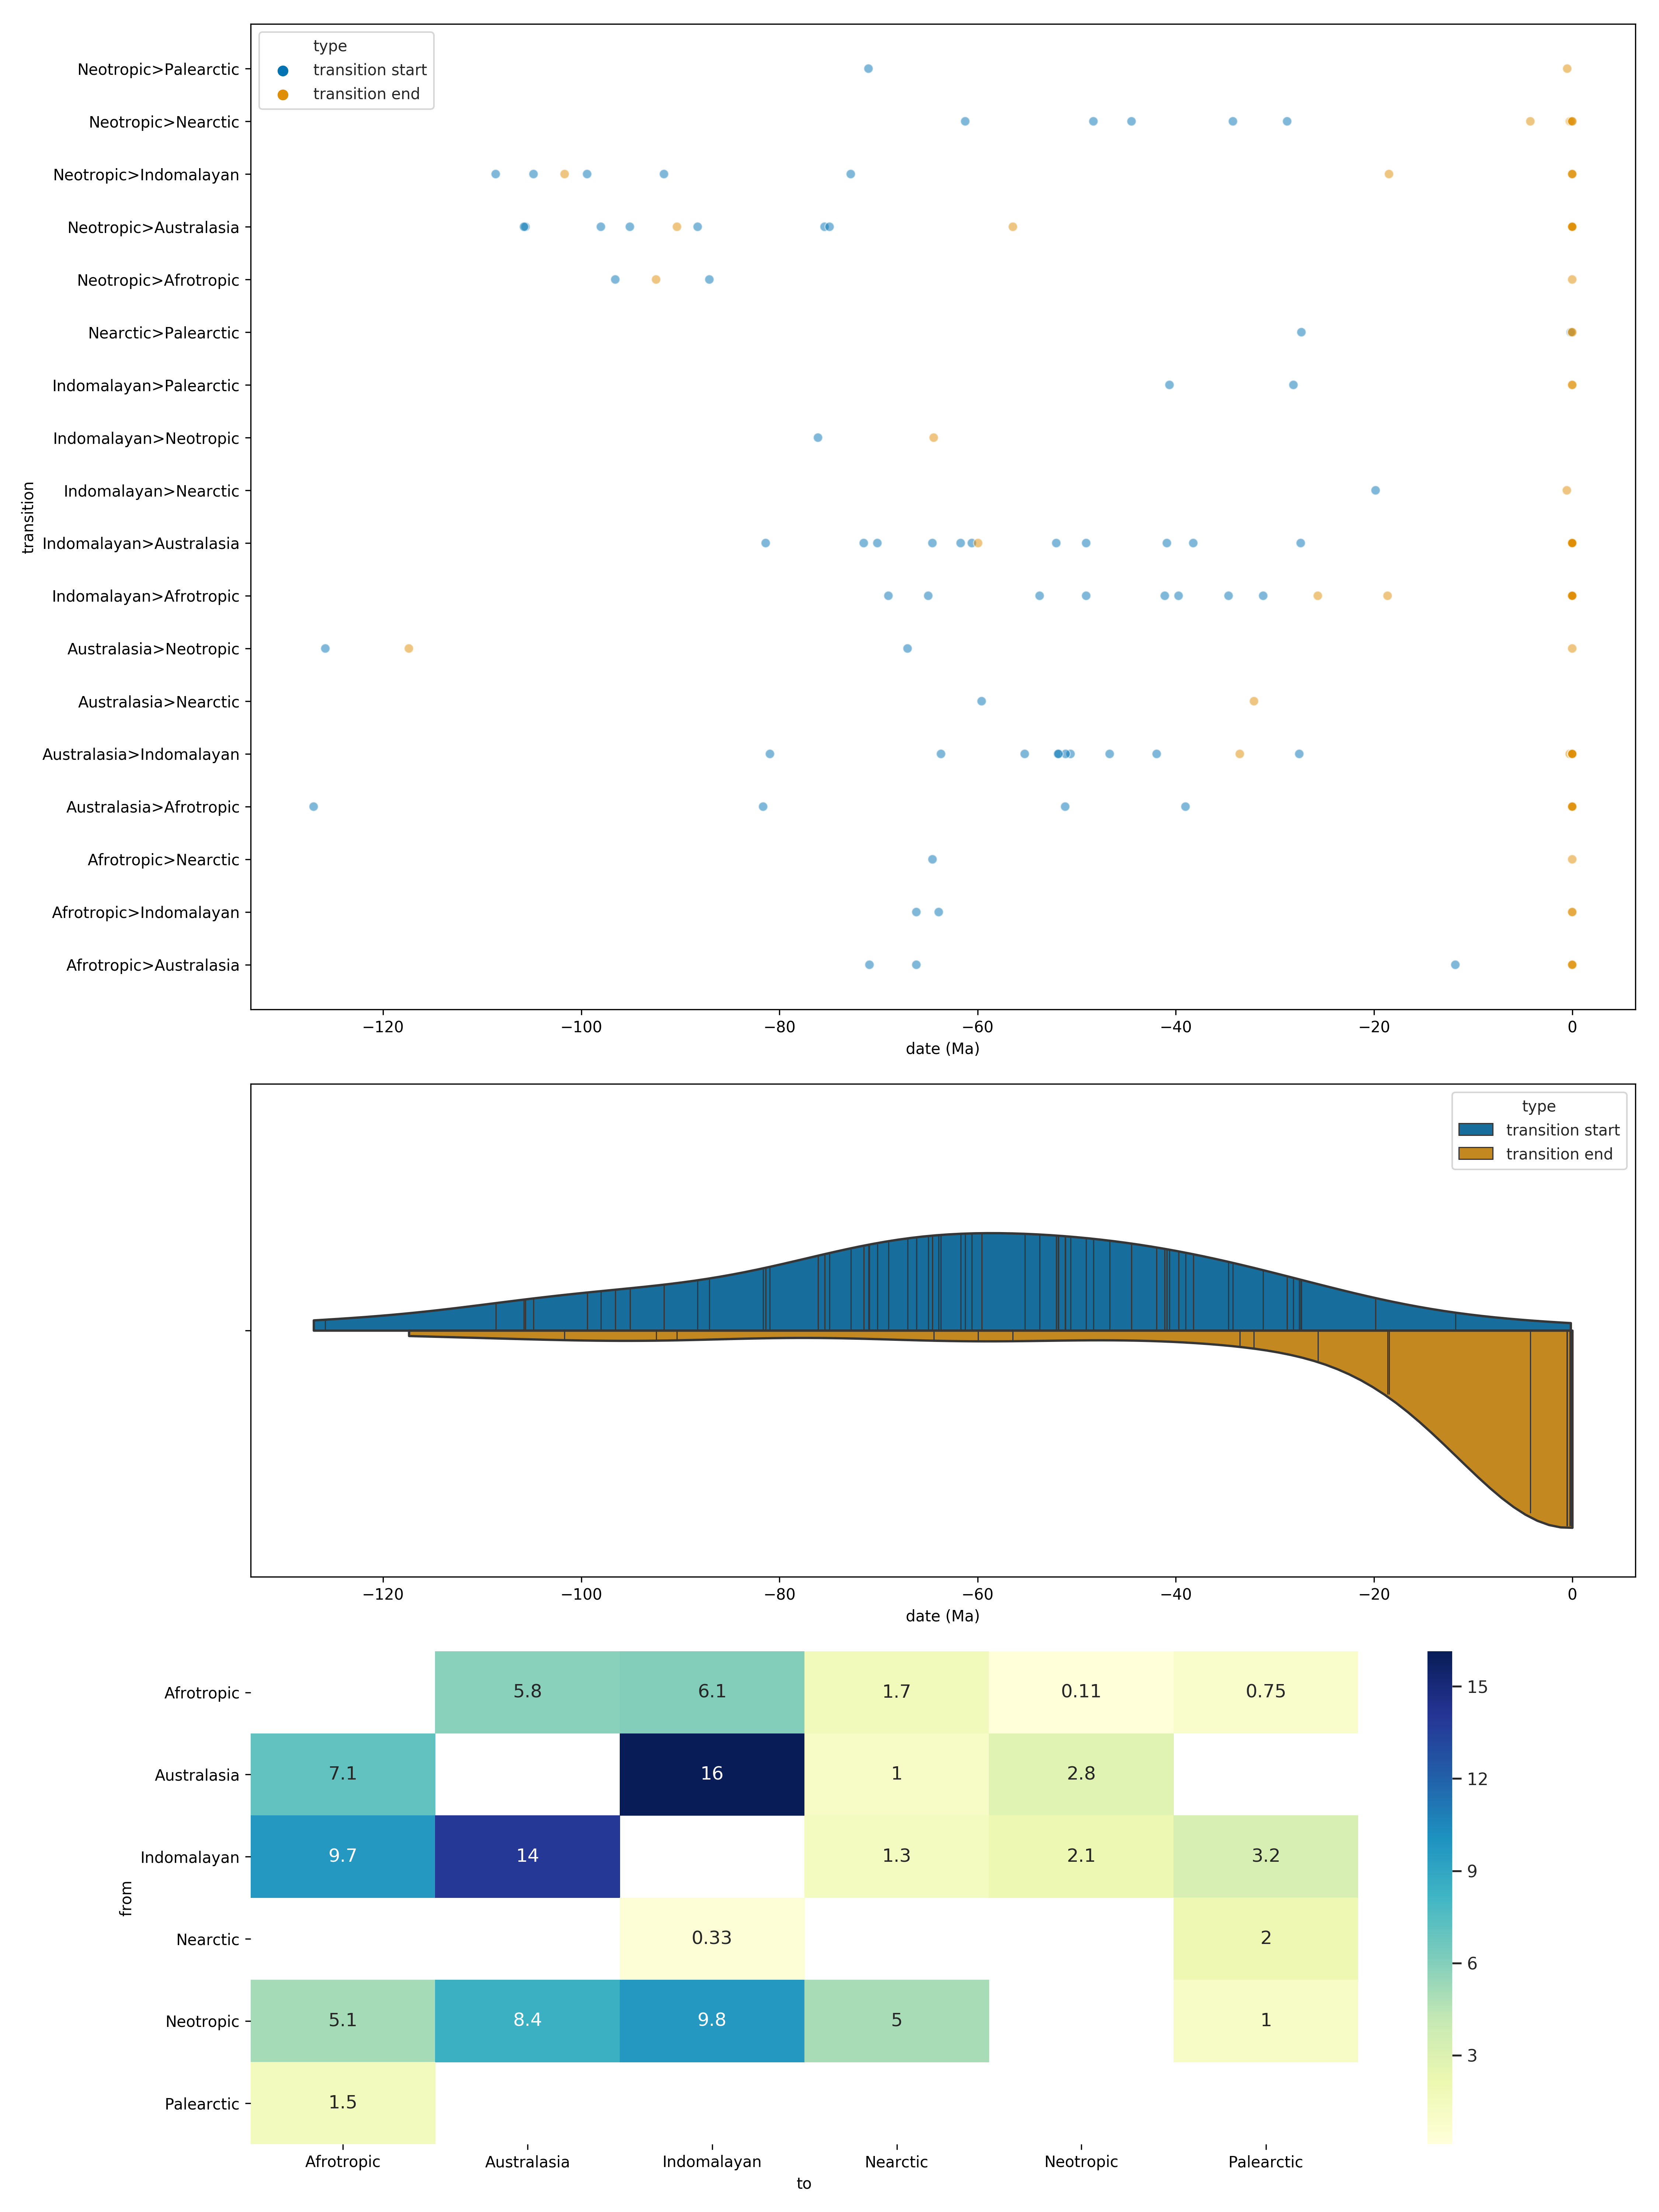 type
transition start
transition end
transition
Neotropic>Palearctic
Neotropic>Nearctic
Neotropic>Indomalayan
Neotropic>Australasia
Neotropic>Afrotropic
Nearctic>Palearctic
Indomalayan>Palearctic
Indomalayan>Neotropic
Indomalayan>Nearctic
Indomalayan>Australasia
Indomalayan>Afrotropic
Australasia>Neotropic
Australasia>Nearctic
Australasia>Indomalayan
Australasia>Afrotropic
Afrotropic>Nearctic
Afrotropic>Indomalayan
Afrotropic>Australasia
−120 −100 −80 −60 −40 −20 0
date (Ma)
type
transition start
transition end
−120 −100 −80 −60 −40 −20 0
date (Ma)
from
Afrotropic 5.8 6.1 1.7 0.11 0.75
Australasia 7.1 16 1 2.8
Indomalayan 9.7 14 1.3 2.1 3.2
Nearctic 0.33 2
Neotropic 5.1 8.4 9.8 5 1
Palearctic 1.5
Afrotropic Australasia Indomalayan Nearctic Neotropic Palearctic
to
15
12
9
6
3